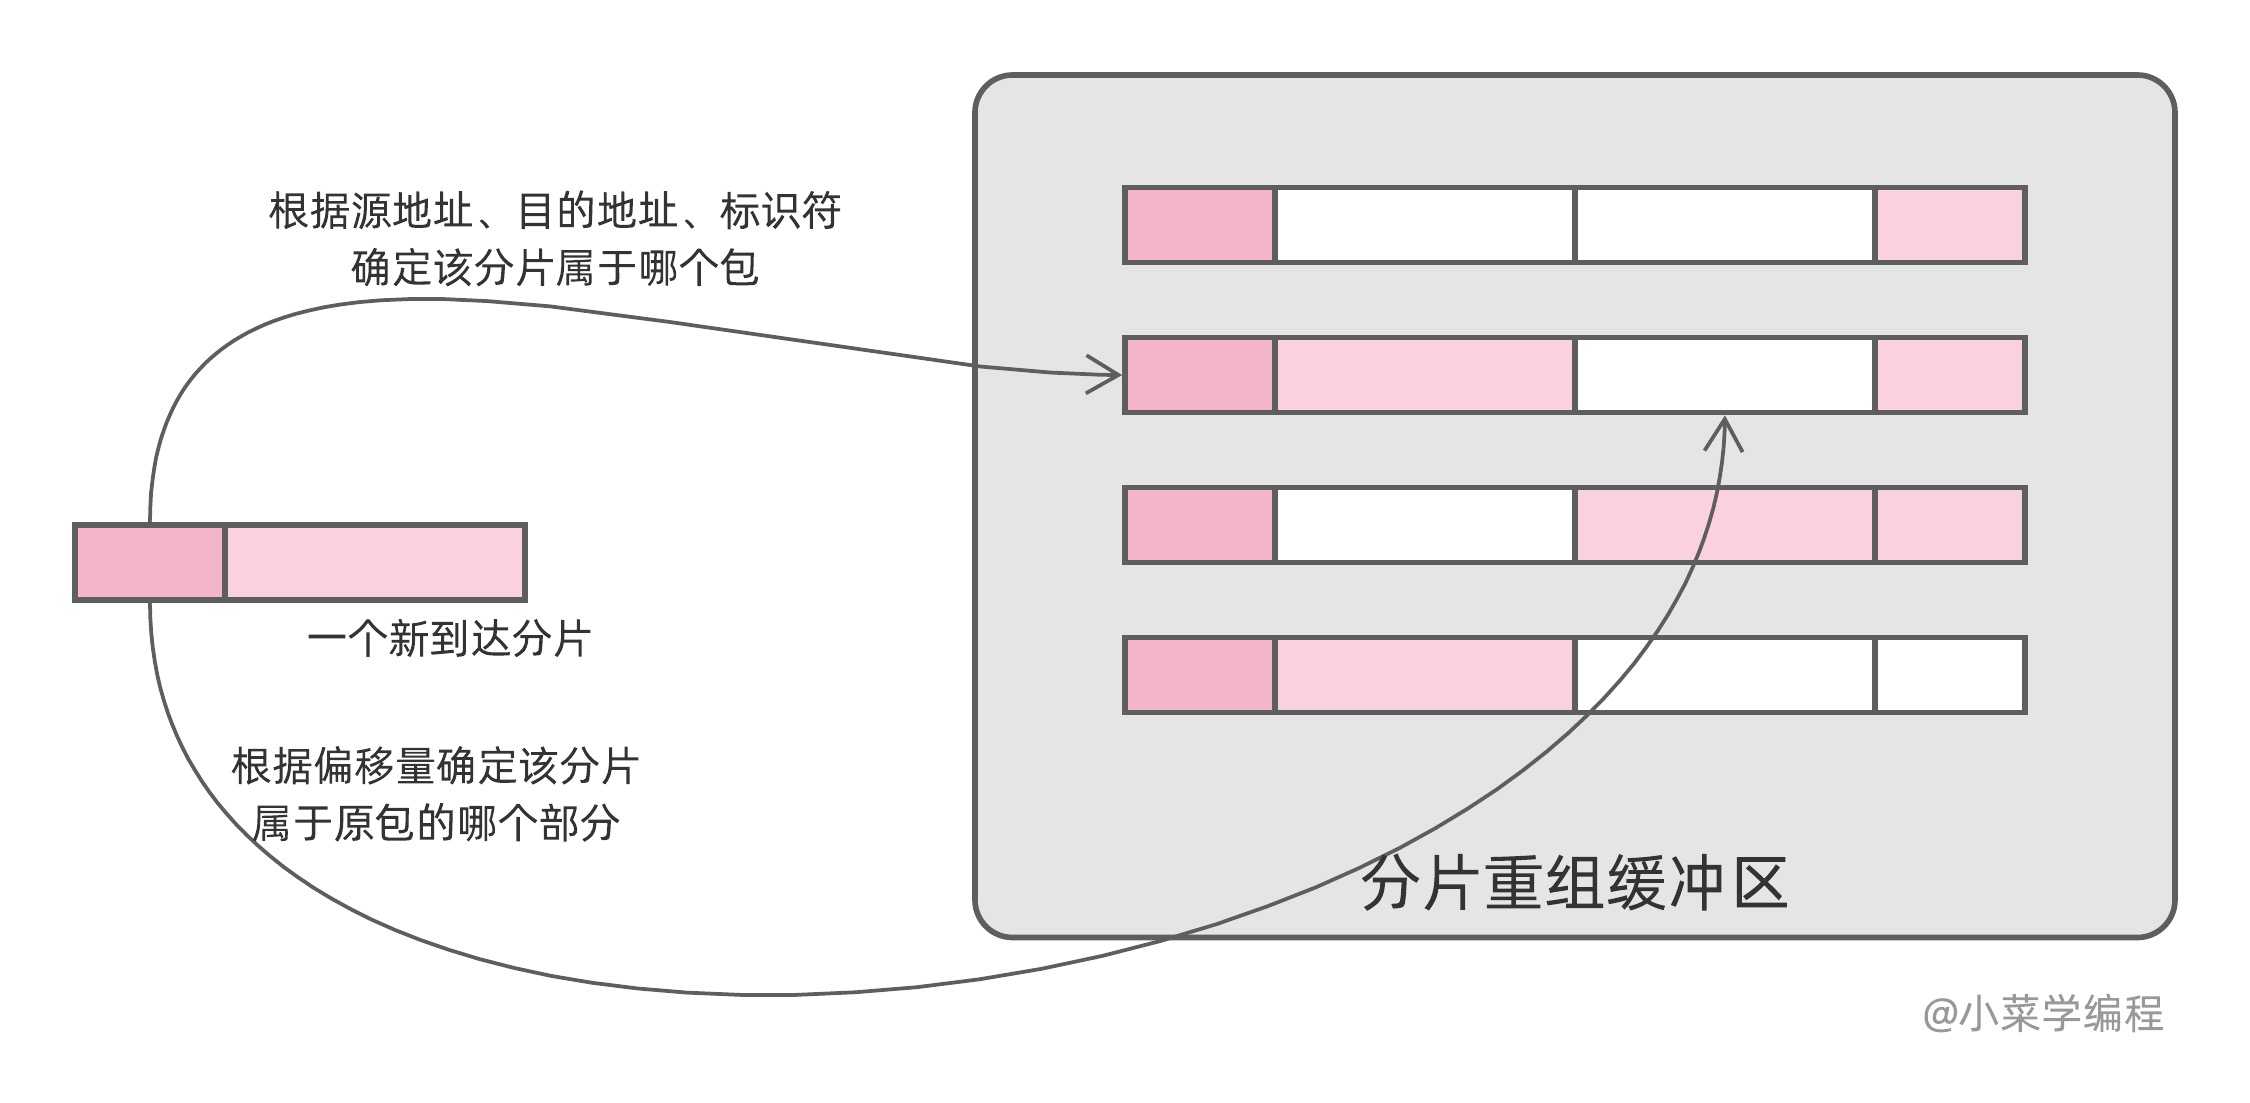 根据源地址、目的地址、标识符
确定该分片属于哪个包
一个新到达分片
根据偏移量确定该分片
属于原包的哪个部分
分片重组缓冲区
@小菜学编程